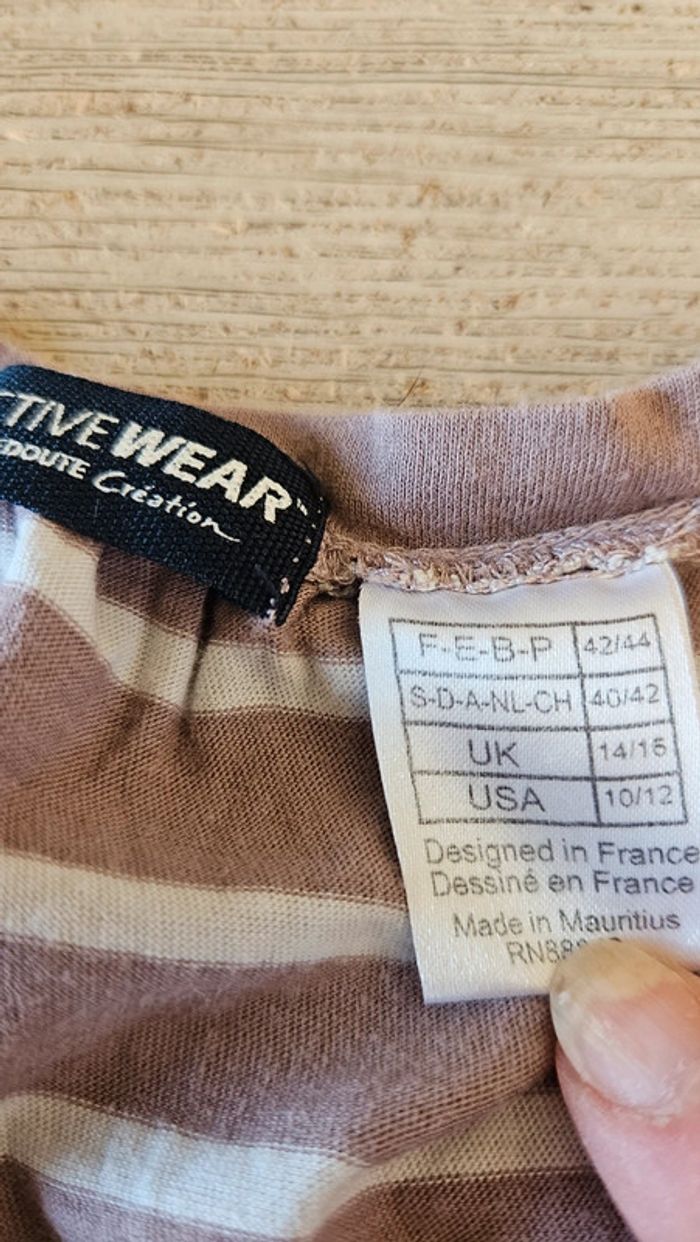 CTIVE WEAR
EDOUTE Création
F-E-B-P 42/44
S-D-A-NL-CH 40/42
UK 14/16
USA 10/12
Designed in France
Dessiné en France
Made in Mauritius